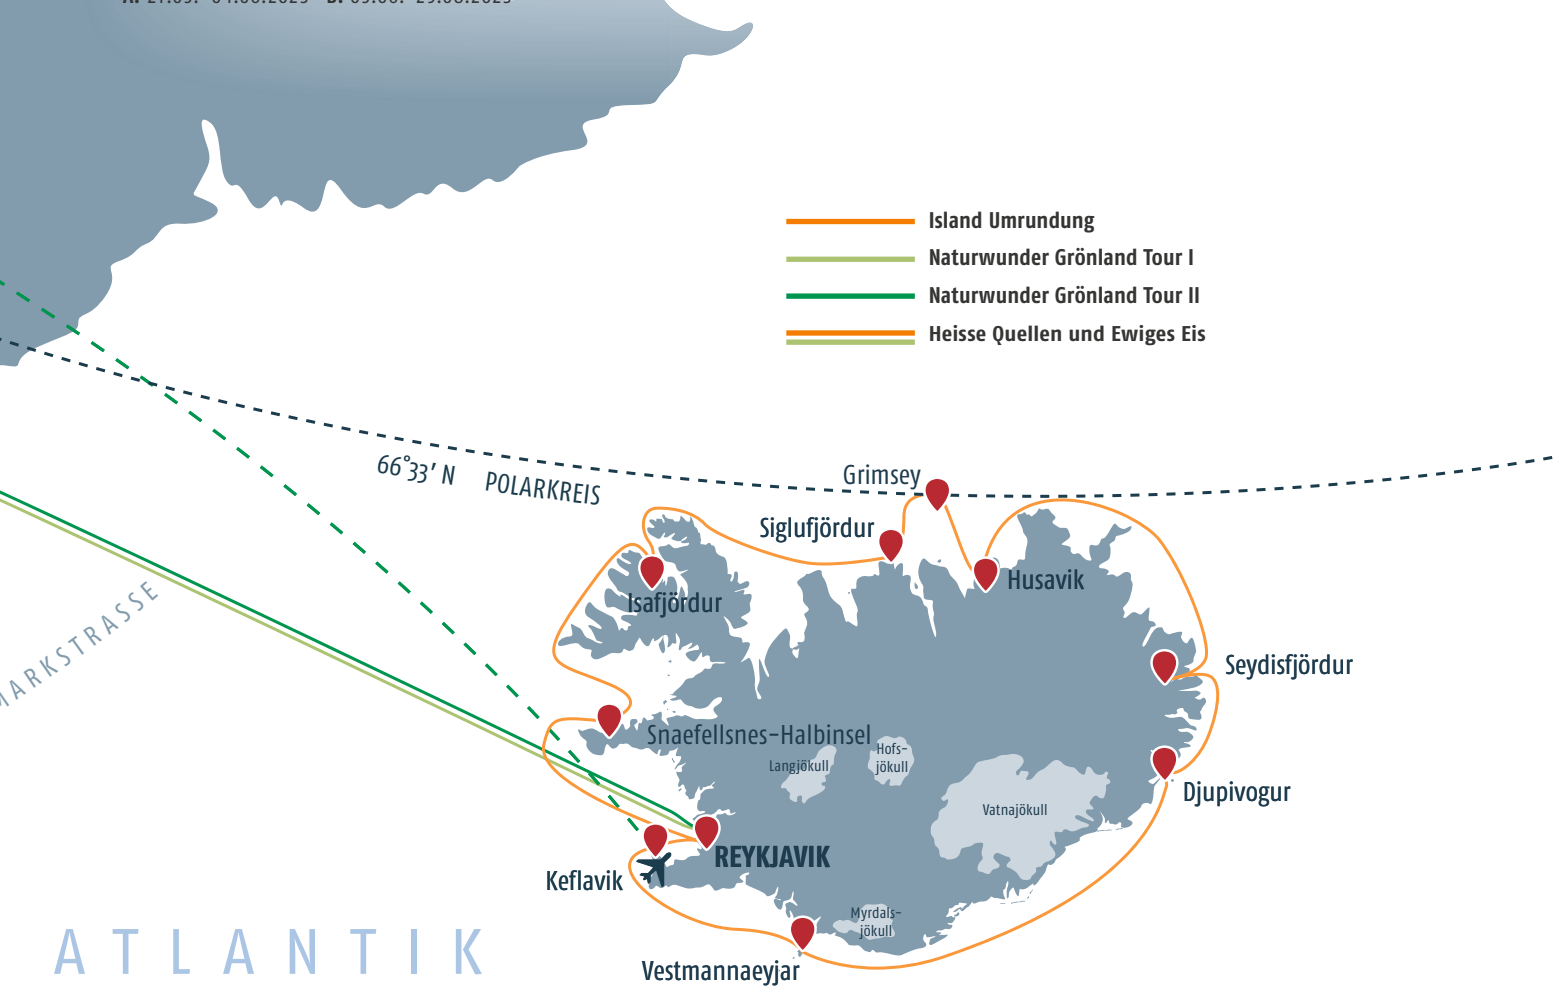 Island Umrundung
Naturwunder Grönland Tour I
Naturwunder Grönland Tour II
Heisse Quellen und Ewiges Eis
66°33' N POLARKREIS
Grimsey
Siglufjördur
Husavik
Isafjördur
Seydisfjördur
Snaefellsnes-Halbinsel
Hofs-
jökull
Langjökull
Djupivogur
Vatnajökull
REYKJAVIK
Keflavik
Myrdals-
jökull
Vestmannaeyjar
MARKSTRASSE
ATLANTIK